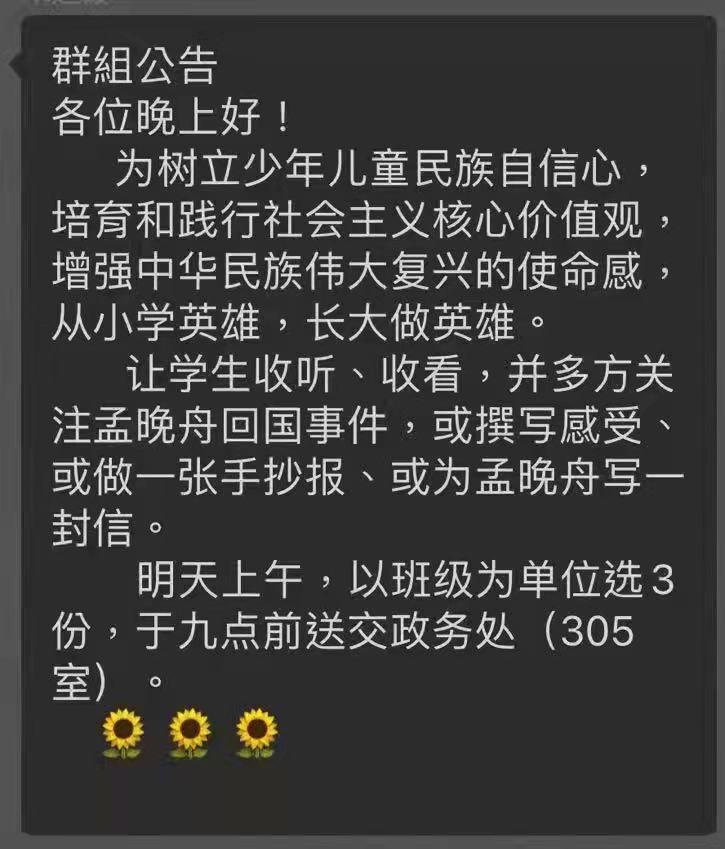 群組公告
各位晚上好！
为树立少年儿童民族自信心，
培育和践行社会主义核心价值观，
增强中华民族伟大复兴的使命感，
从小学英雄，长大做英雄。
让学生收听、收看，并多方关
注孟晚舟回国事件，或撰写感受、
或做一张手抄报、或为孟晚舟写一
封信。
明天上午，以班级为单位选3
份，于九点前送交政务处（305
室）。